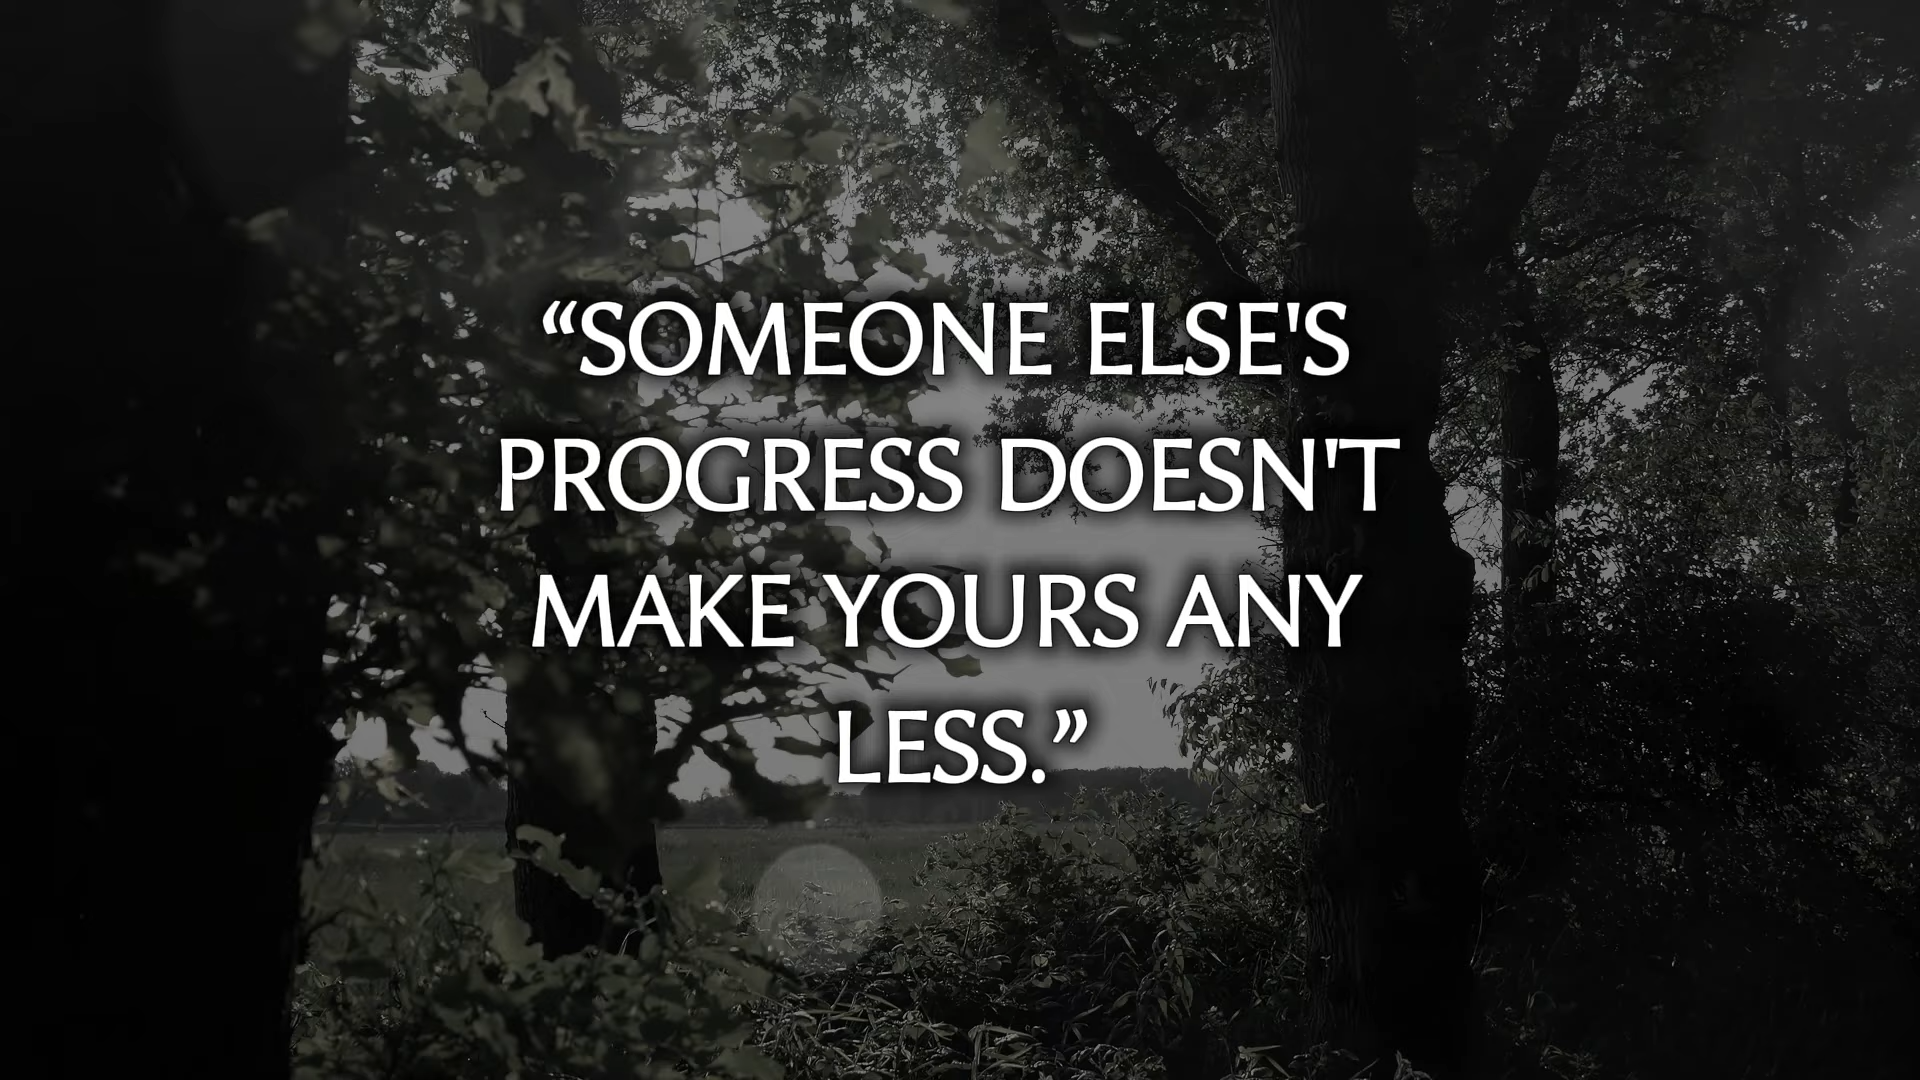 “SOMEONE ELSE'S
PROGRESS DOESN'T
MAKE YOURS ANY
LESS.”